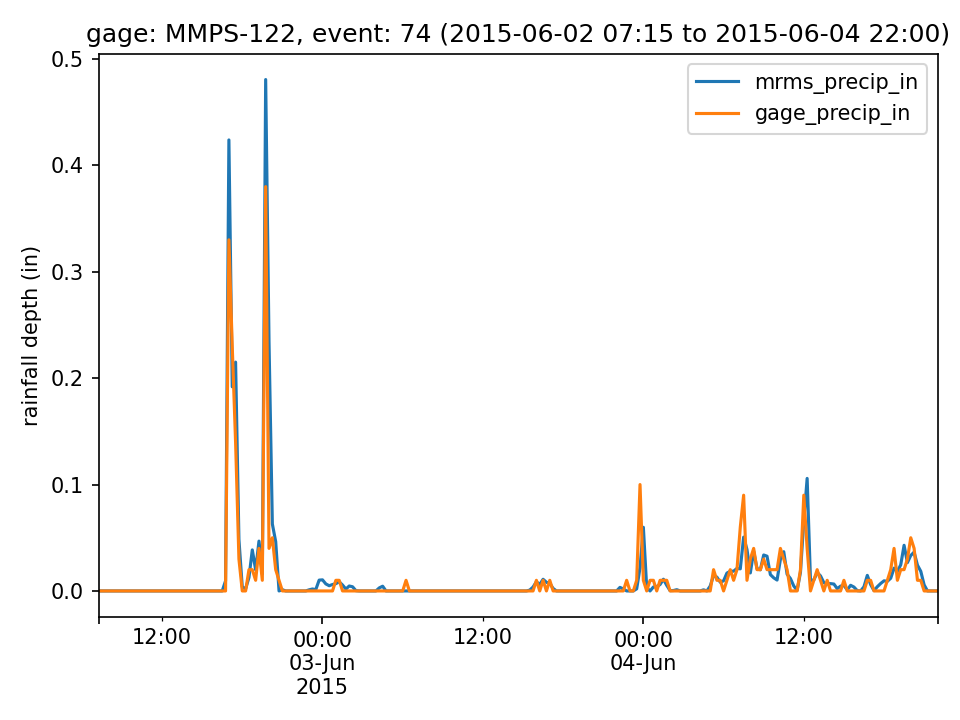 gage: MMPS-122, event: 74 (2015-06-02 07:15 to 2015-06-04 22:00)
mrms_precip_in
gage_precip_in
rainfall depth (in)
0.5
0.4
0.3
0.2
0.1
0.0
12:00
00:00
03-Jun
2015
12:00
00:00
04-Jun
12:00